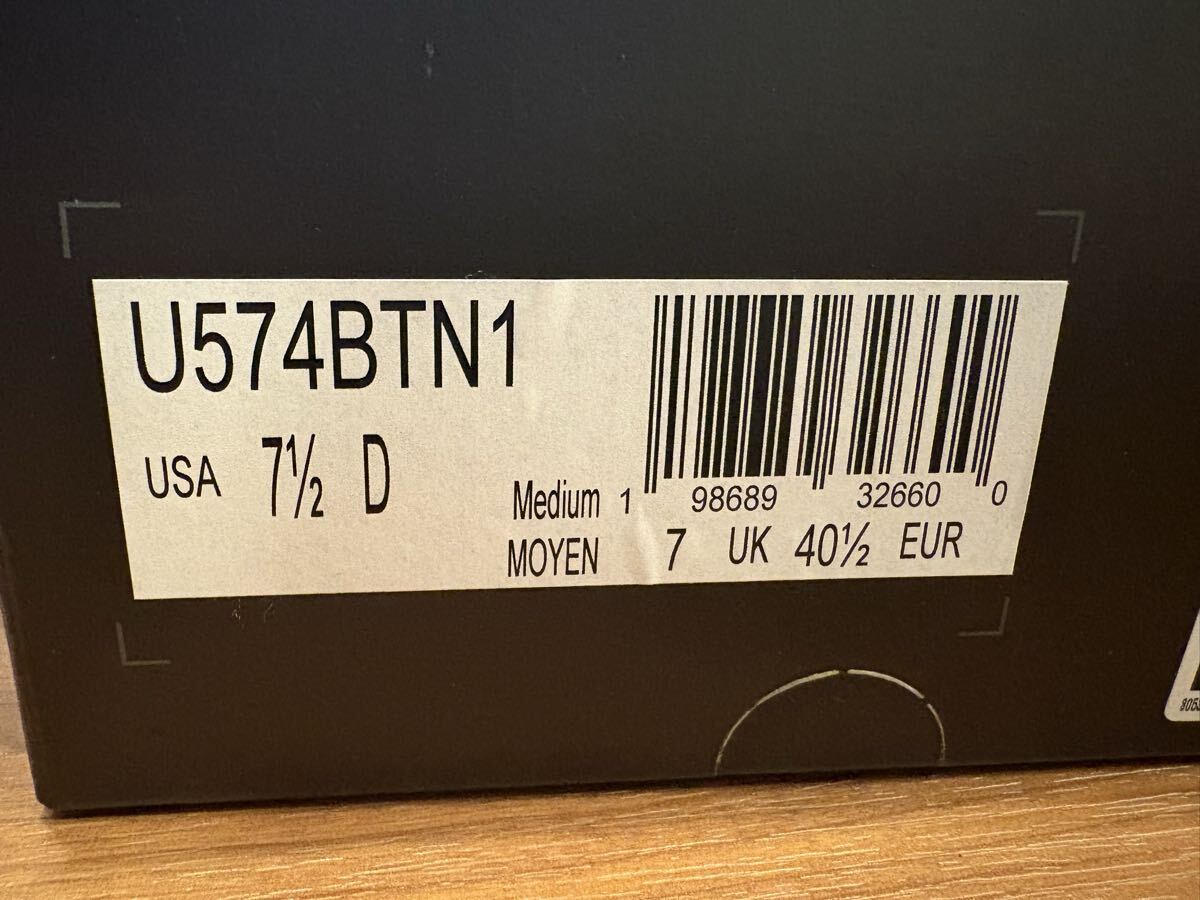 U574BTN1
USA 7½ D
Medium
MOYEN
1 98689 32660 0
7 UK 40½ EUR